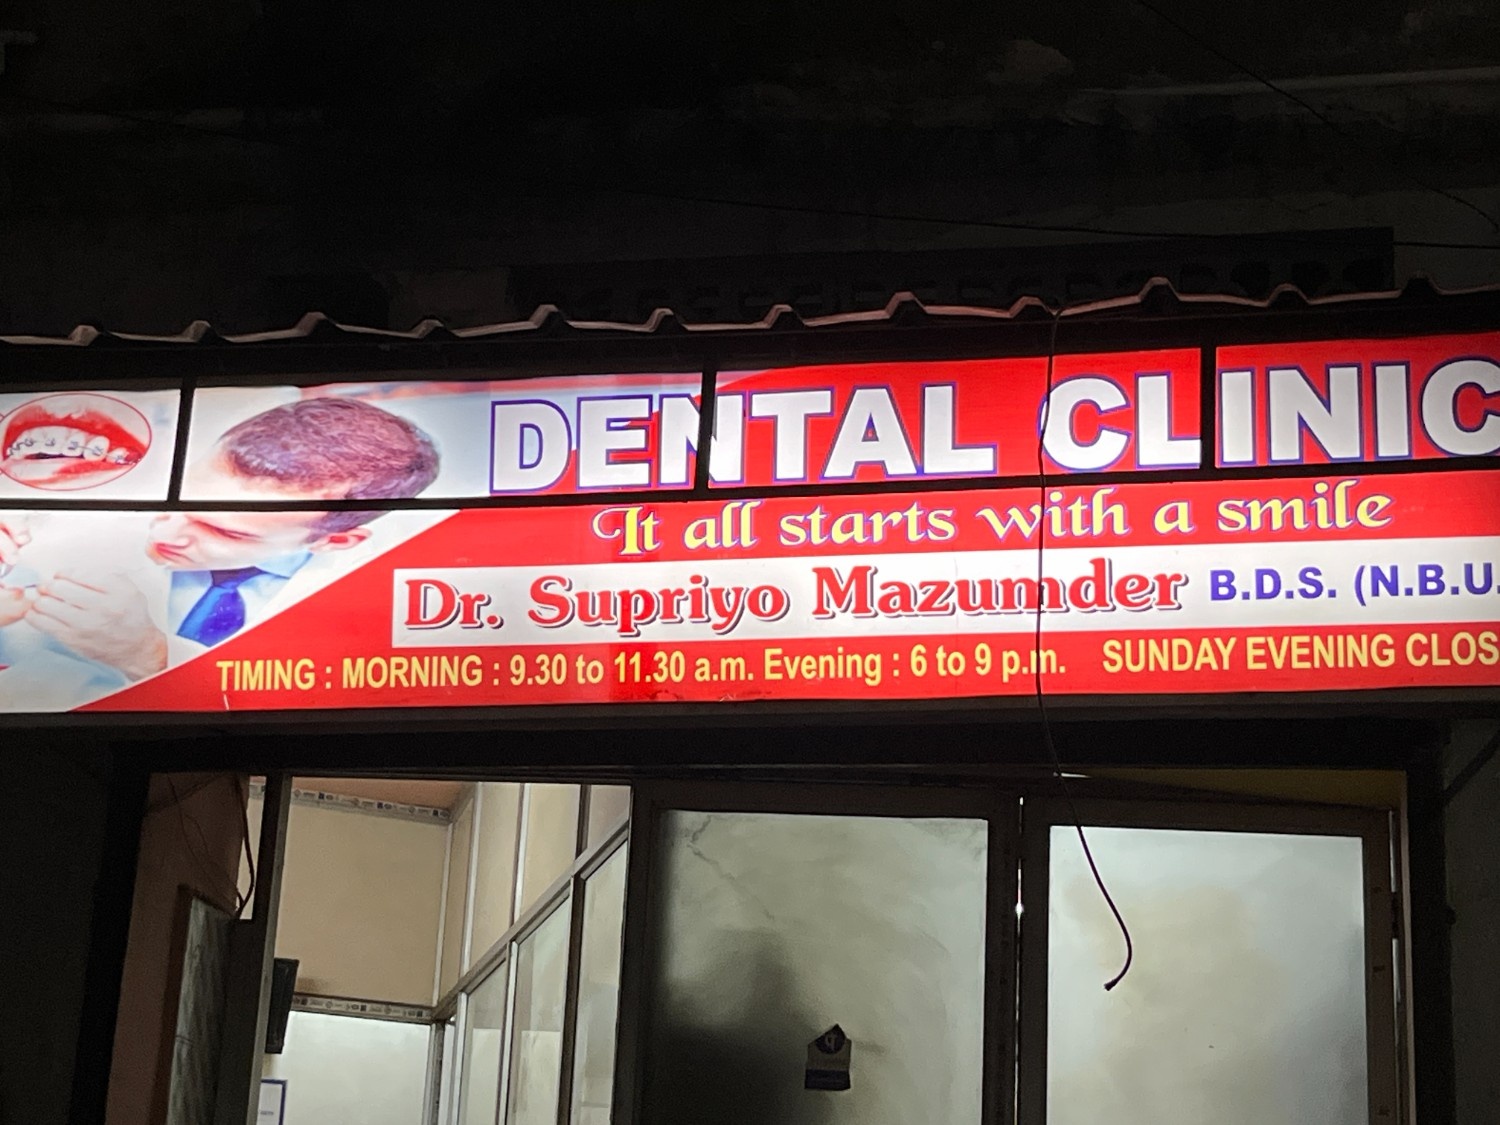 DENTAL CLINIC
It all starts with a smile
Dr. Supriyo Mazumder B.D.S. (N.B.U.
TIMING : MORNING : 9.30 to 11.30 a.m. Evening : 6 to 9 p.m. SUNDAY EVENING CLOS
पे